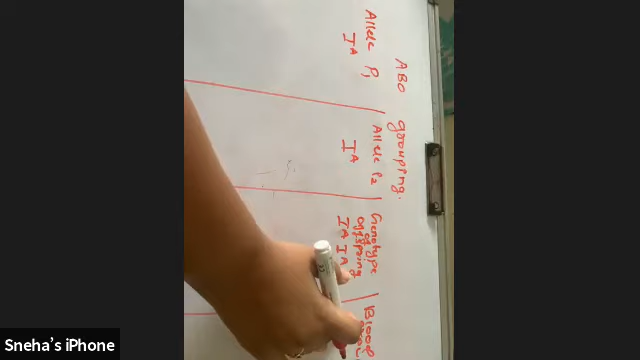 ABO grouping.
Allele P1
IA
Allele P2
IA
Genotype
of
offspring
IA IA
Blood
Sneha's iPhone